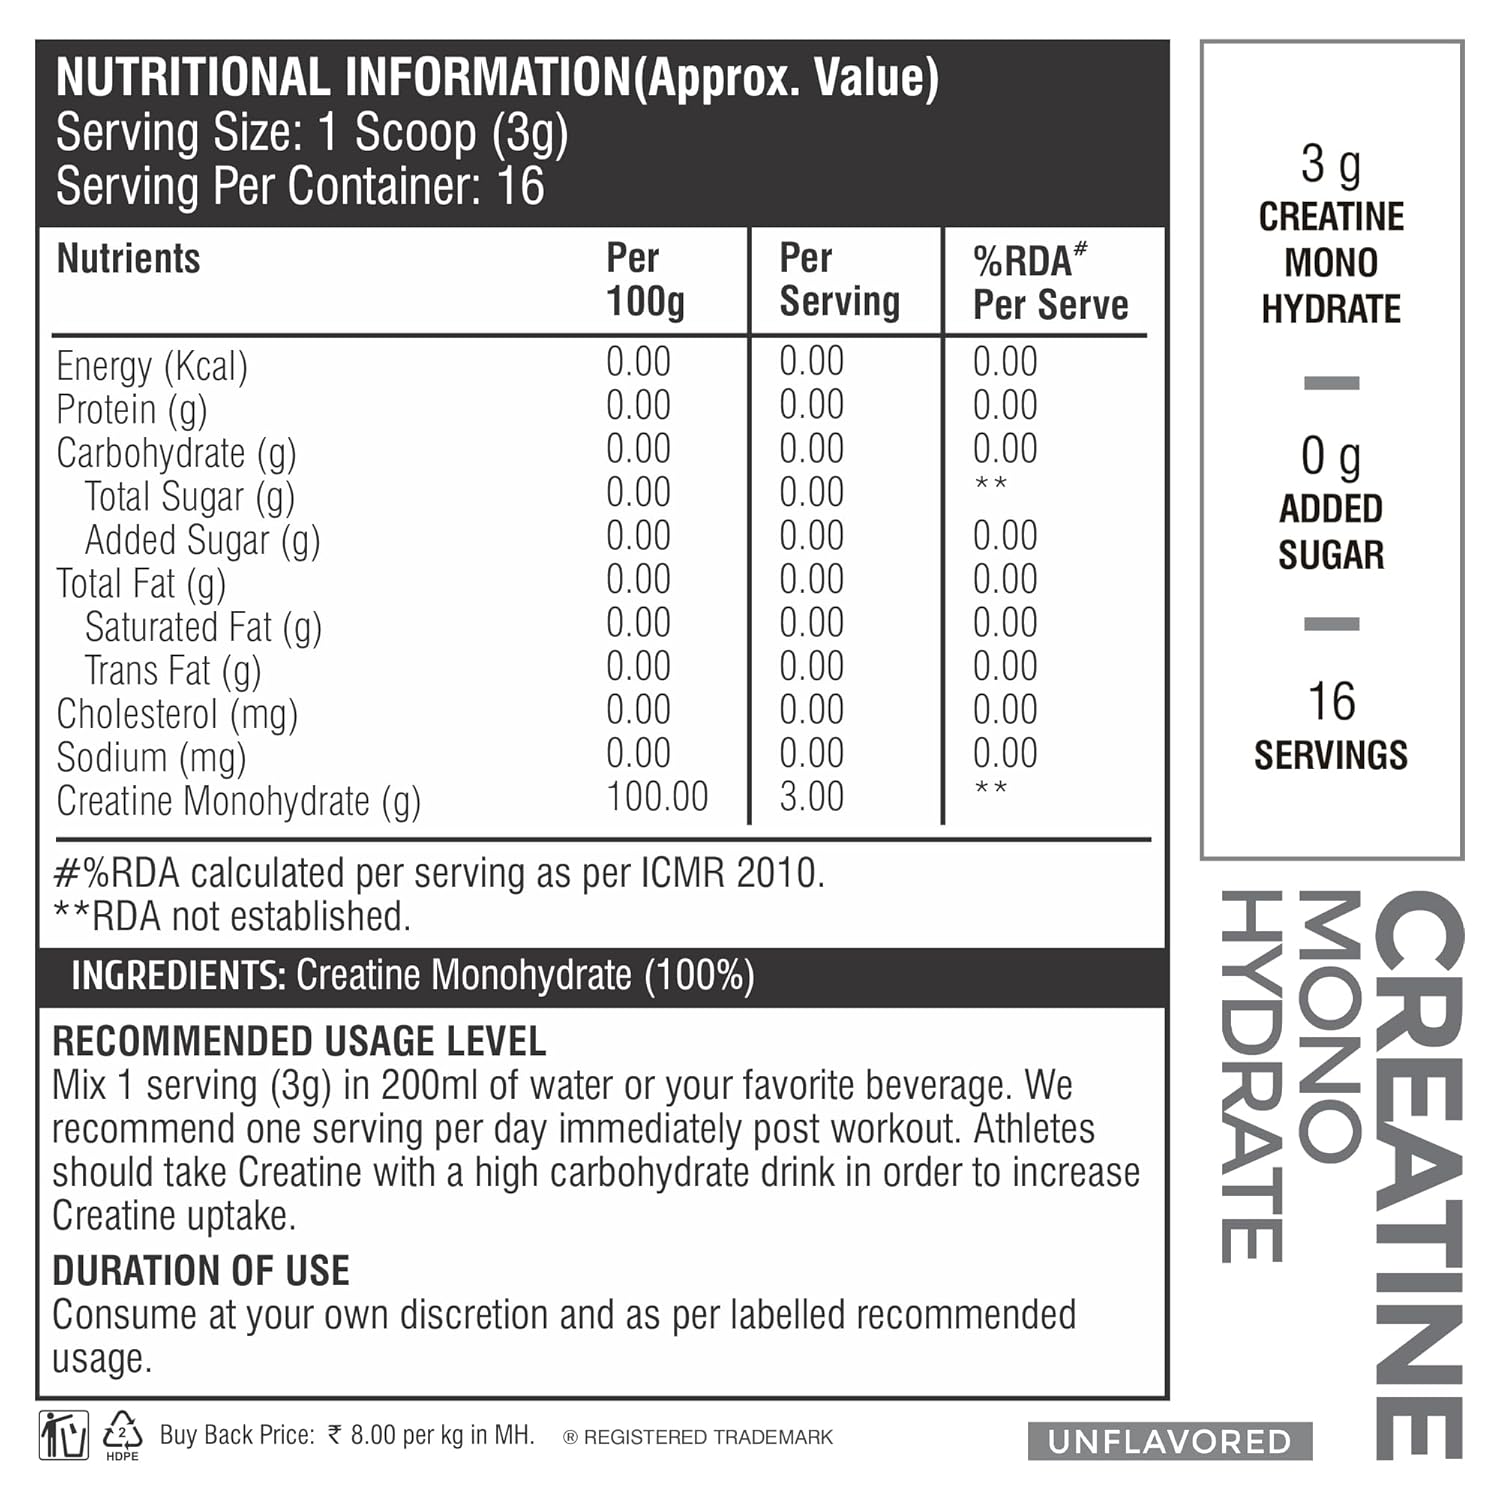 NUTRITIONAL INFORMATION(Approx. Value)
Serving Size: 1 Scoop (3g)
Serving Per Container: 16
Nutrients Per 100g Per Serving %RDA# Per Serve
Energy (Kcal) 0.00 0.00 0.00
Protein (g) 0.00 0.00 0.00
Carbohydrate (g) 0.00 0.00 0.00
Total Sugar (g) 0.00 0.00 **
Added Sugar (g) 0.00 0.00 0.00
Total Fat (g) 0.00 0.00 0.00
Saturated Fat (g) 0.00 0.00 0.00
Trans Fat (g) 0.00 0.00 0.00
Cholesterol (mg) 0.00 0.00 0.00
Sodium (mg) 0.00 0.00 0.00
Creatine Monohydrate (g) 100.00 3.00 **
#%RDA calculated per serving as per ICMR 2010.
**RDA not established.
INGREDIENTS: Creatine Monohydrate (100%)
RECOMMENDED USAGE LEVEL
Mix 1 serving (3g) in 200ml of water or your favorite beverage. We
recommend one serving per day immediately post workout. Athletes
should take Creatine with a high carbohydrate drink in order to increase
Creatine uptake.
DURATION OF USE
Consume at your own discretion and as per labelled recommended
usage.
2
HDPE
Buy Back Price: ₹ 8.00 per kg in MH.
® REGISTERED TRADEMARK
3 g
CREATINE
MONO
HYDRATE
0 g
ADDED
SUGAR
16
SERVINGS
CREATINE
MONO
HYDRATE
UNFLAVORED